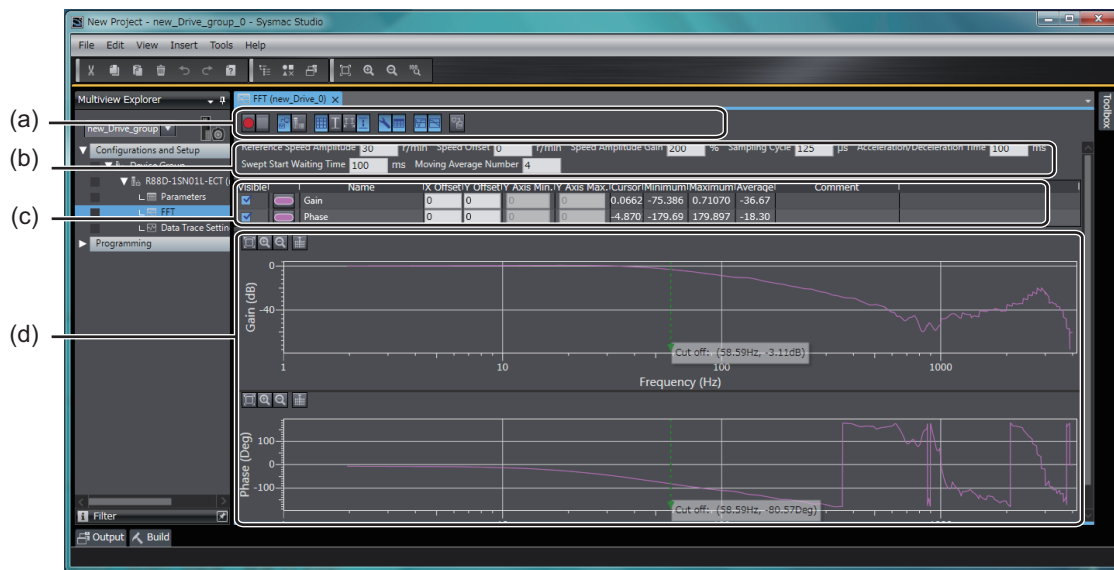 New Project - new_Drive_group_0 - Sysmac Studio
File Edit View Insert Tools Help
Multiview Explorer
FFT (new_Drive_0) X
Toolbox
(a)
new_Drive_group
Configurations and Setup
(b)
Reference Speed Amplitude 30 r/min Speed Offset 0 r/min Speed Amplitude Gain 200 % Sampling Cycle 125 µs Acceleration/Deceleration Time 100 ms
Device Group
Swept Start Waiting Time 100 ms Moving Average Number 4
R88D-1SN01L-ECT (
Visible Name X Offset Y Offset Y Axis Min. Y Axis Max. Cursor Minimum Maximum Average Comment
Parameters
Gain 0 0 0 0 0.0662 -75.386 0.71070 -36.67
(c)
FFT
Phase 0 0 0 0 -4.870 -179.69 179.897 -18.30
Data Trace Settin
Programming
0
Gain (dB)
-40
(d)
Cut off: (58.59Hz, -3.11dB)
1 10 100 1000
Frequency (Hz)
100
Phase (Deg)
0
-100
Cut off: (58.59Hz, -80.57Deg)
Filter
1 10 100 1000
Output Build